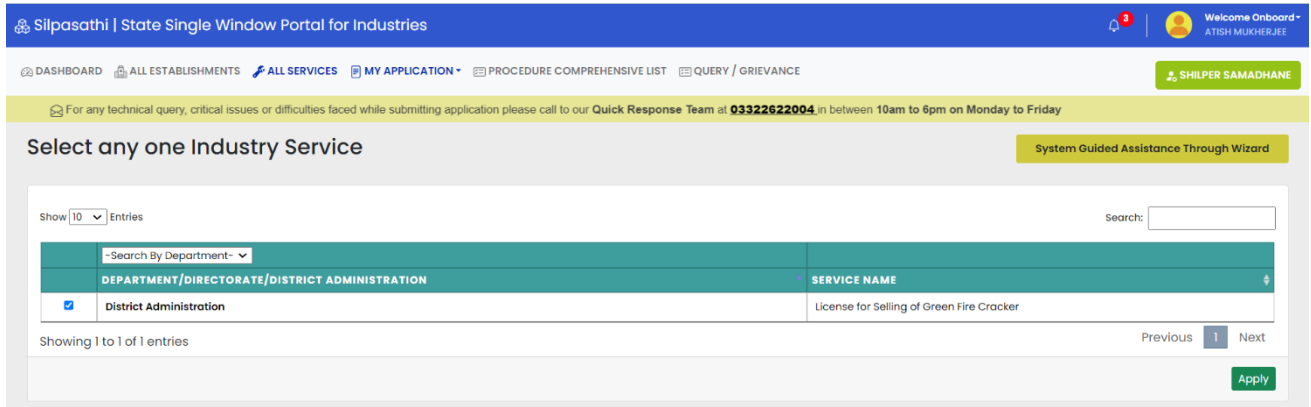 Silpasathi | State Single Window Portal for Industries
3
Welcome Onboard
ATISH MUKHERJEE
DASHBOARD ALL ESTABLISHMENTS ALL SERVICES MY APPLICATION PROCEDURE COMPREHENSIVE LIST QUERY / GRIEVANCE
SHILPER SAMADHANE
For any technical query, critical issues or difficulties faced while submitting application please call to our Quick Response Team at 03322622004 in between 10am to 6pm on Monday to Friday
Select any one Industry Service
System Guided Assistance Through Wizard
Show 10 Entries
Search:
-Search By Department-
DEPARTMENT/DIRECTORATE/DISTRICT ADMINISTRATION SERVICE NAME
District Administration License for Selling of Green Fire Cracker
Showing 1 to 1 of 1 entries
Previous 1 Next
Apply